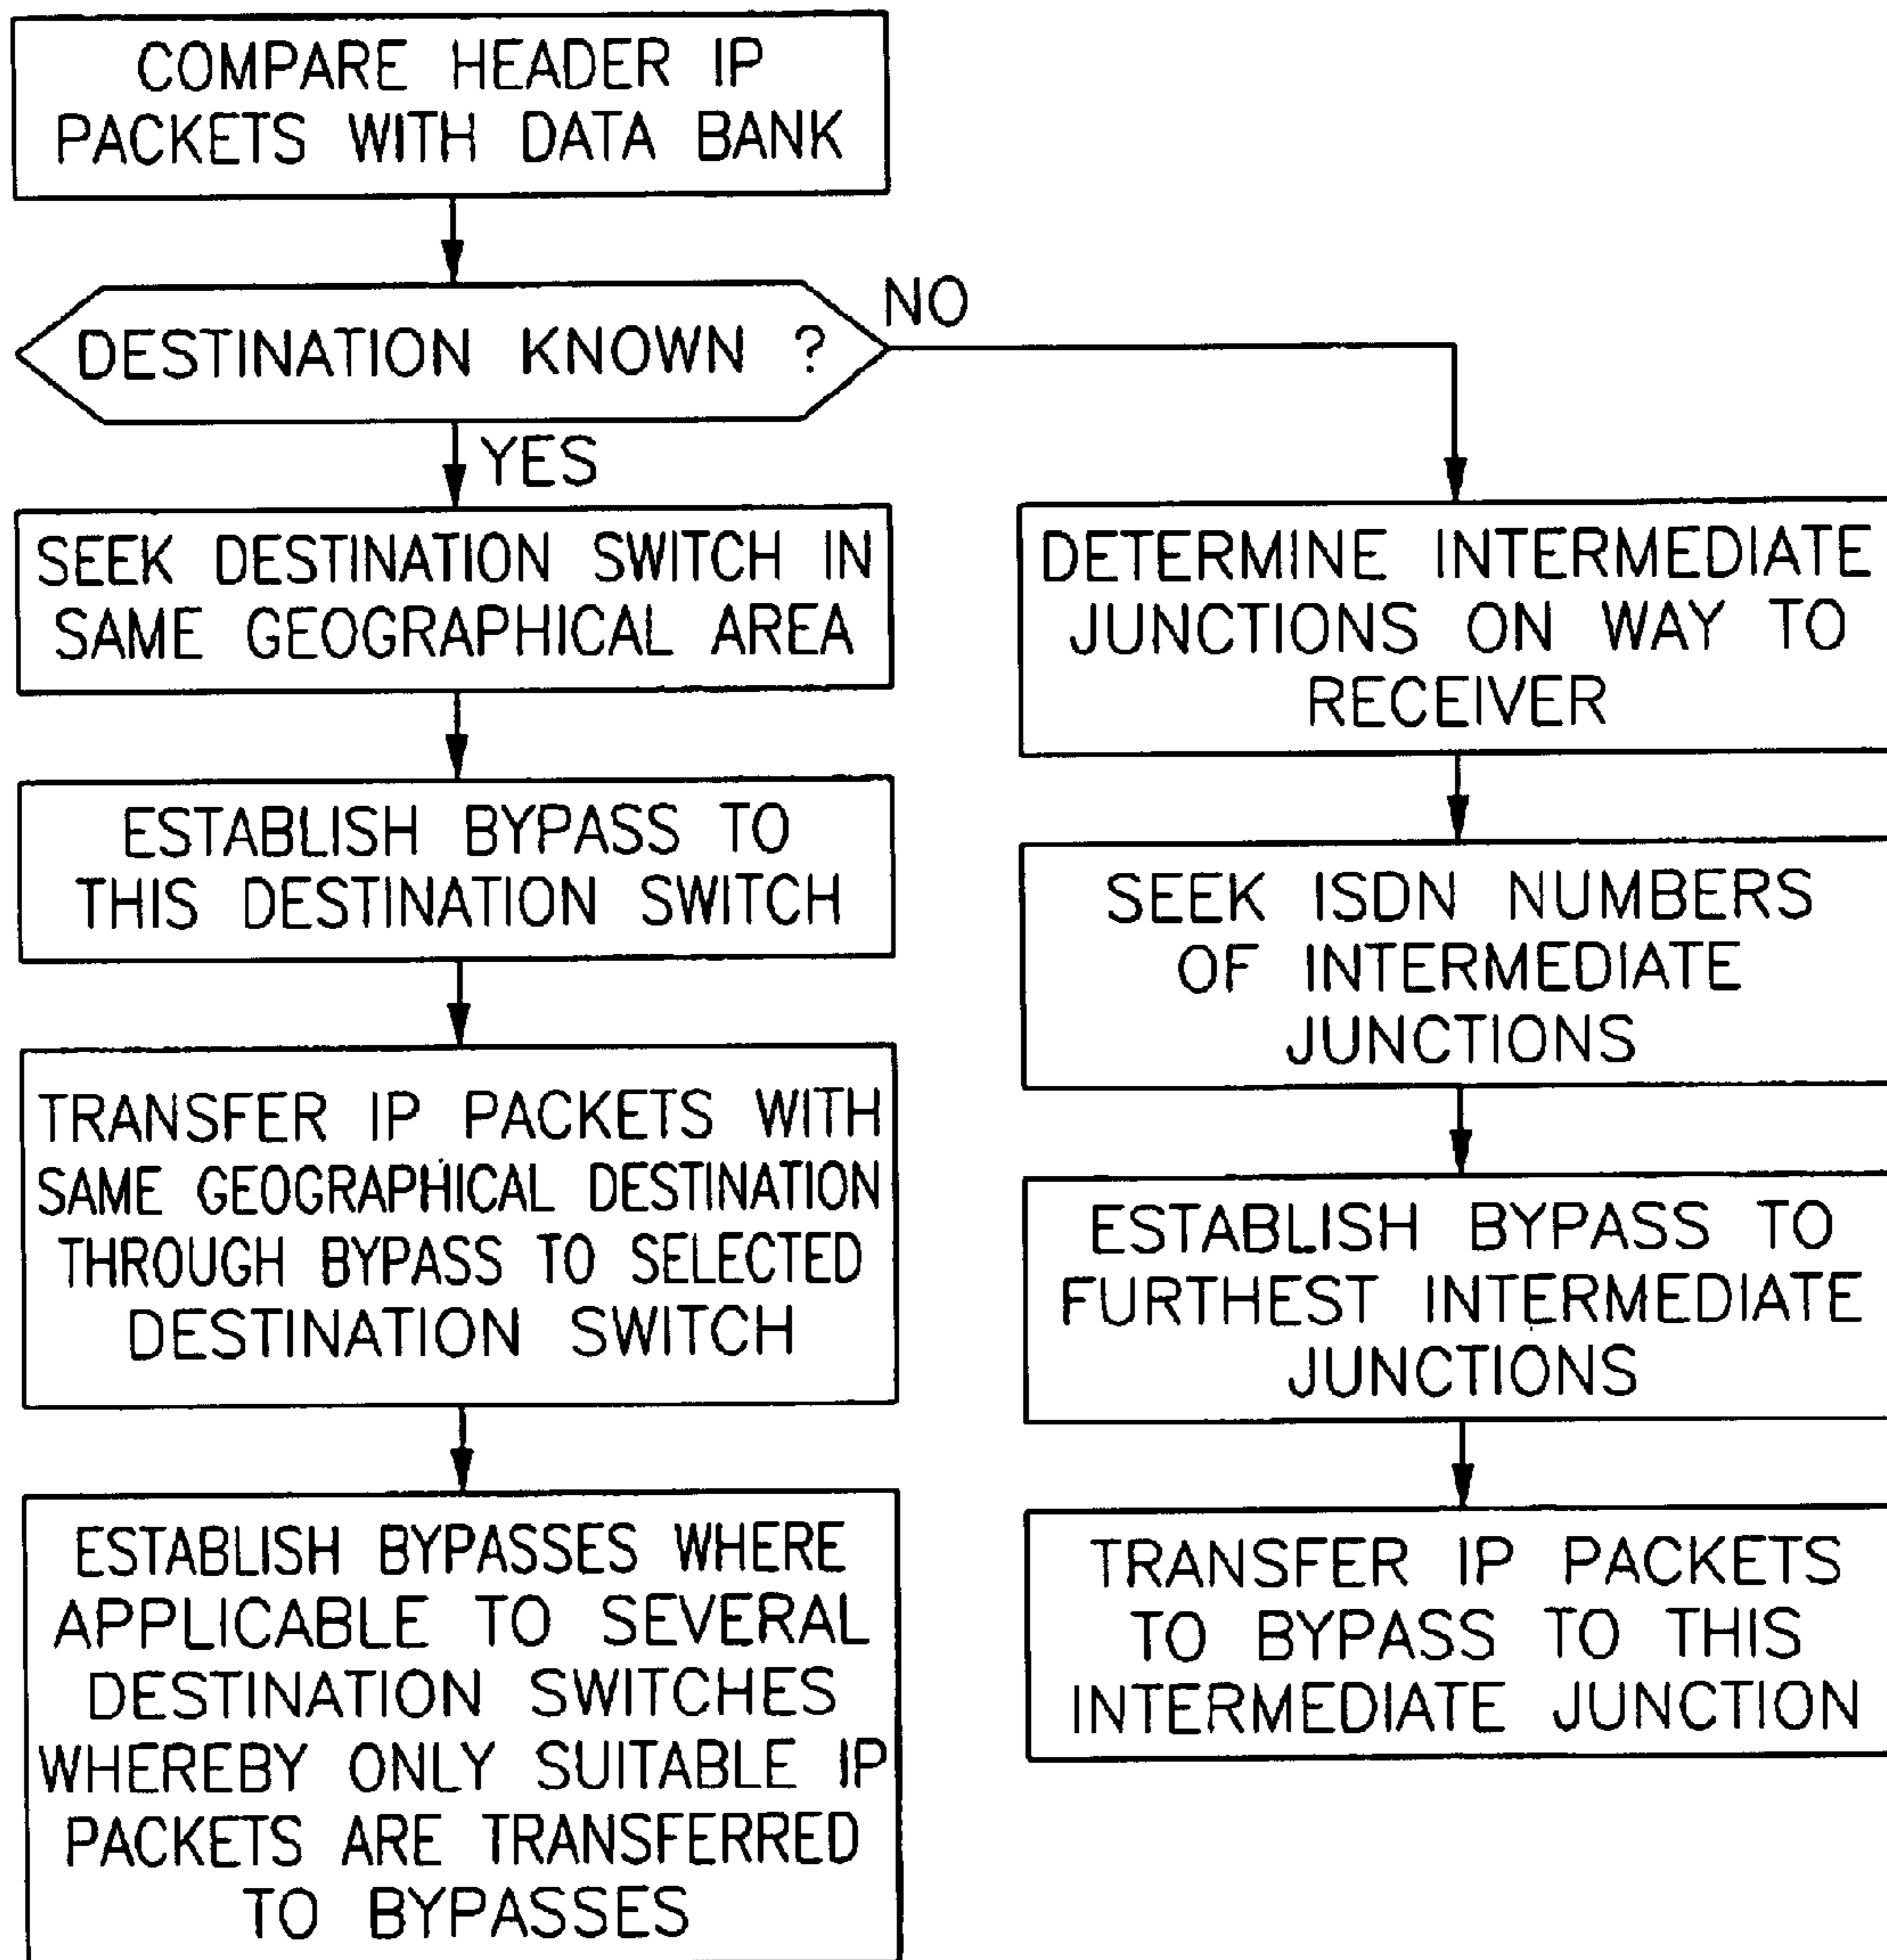 COMPARE HEADER IP
PACKETS WITH DATA BANK
DESTINATION KNOWN ?
NO
YES
SEEK DESTINATION SWITCH IN
SAME GEOGRAPHICAL AREA
ESTABLISH BYPASS TO
THIS DESTINATION SWITCH
TRANSFER IP PACKETS WITH
SAME GEOGRAPHICAL DESTINATION
THROUGH BYPASS TO SELECTED
DESTINATION SWITCH
ESTABLISH BYPASSES WHERE
APPLICABLE TO SEVERAL
DESTINATION SWITCHES
WHEREBY ONLY SUITABLE IP
PACKETS ARE TRANSFERRED
TO BYPASSES
DETERMINE INTERMEDIATE
JUNCTIONS ON WAY TO
RECEIVER
SEEK ISDN NUMBERS
OF INTERMEDIATE
JUNCTIONS
ESTABLISH BYPASS TO
FURTHEST INTERMEDIATE
JUNCTIONS
TRANSFER IP PACKETS
TO BYPASS TO THIS
INTERMEDIATE JUNCTION